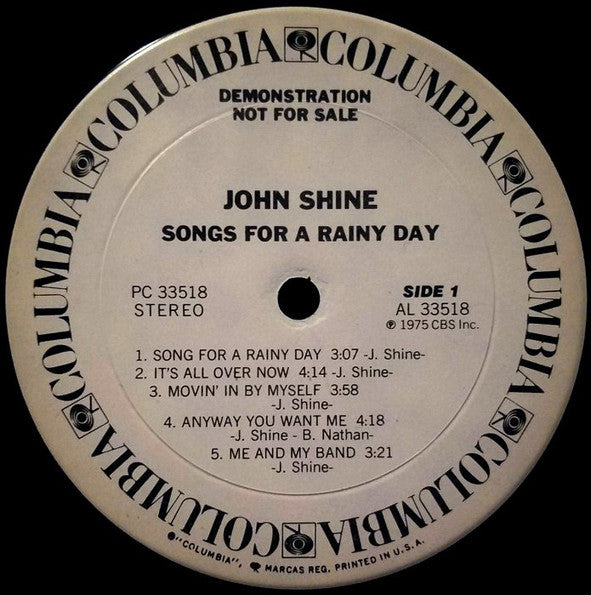 COLUMBIA COLUMBIA COLUMBIA COLUMBIA COLUMBIA COLUMBIA COLUMBIA COLUMBIA
DEMONSTRATION
NOT FOR SALE
JOHN SHINE
SONGS FOR A RAINY DAY
PC 33518
STEREO
SIDE 1
AL 33518
℗ 1975 CBS Inc.
1. SONG FOR A RAINY DAY 3:07 -J. Shine-
2. IT'S ALL OVER NOW 4:14 -J. Shine-
3. MOVIN' IN BY MYSELF 3:58
-J. Shine-
4. ANYWAY YOU WANT ME 4:18
-J. Shine - B. Nathan-
5. ME AND MY BAND 3:21
-J. Shine-
"COLUMBIA", MARCAS REG. PRINTED IN U.S.A.